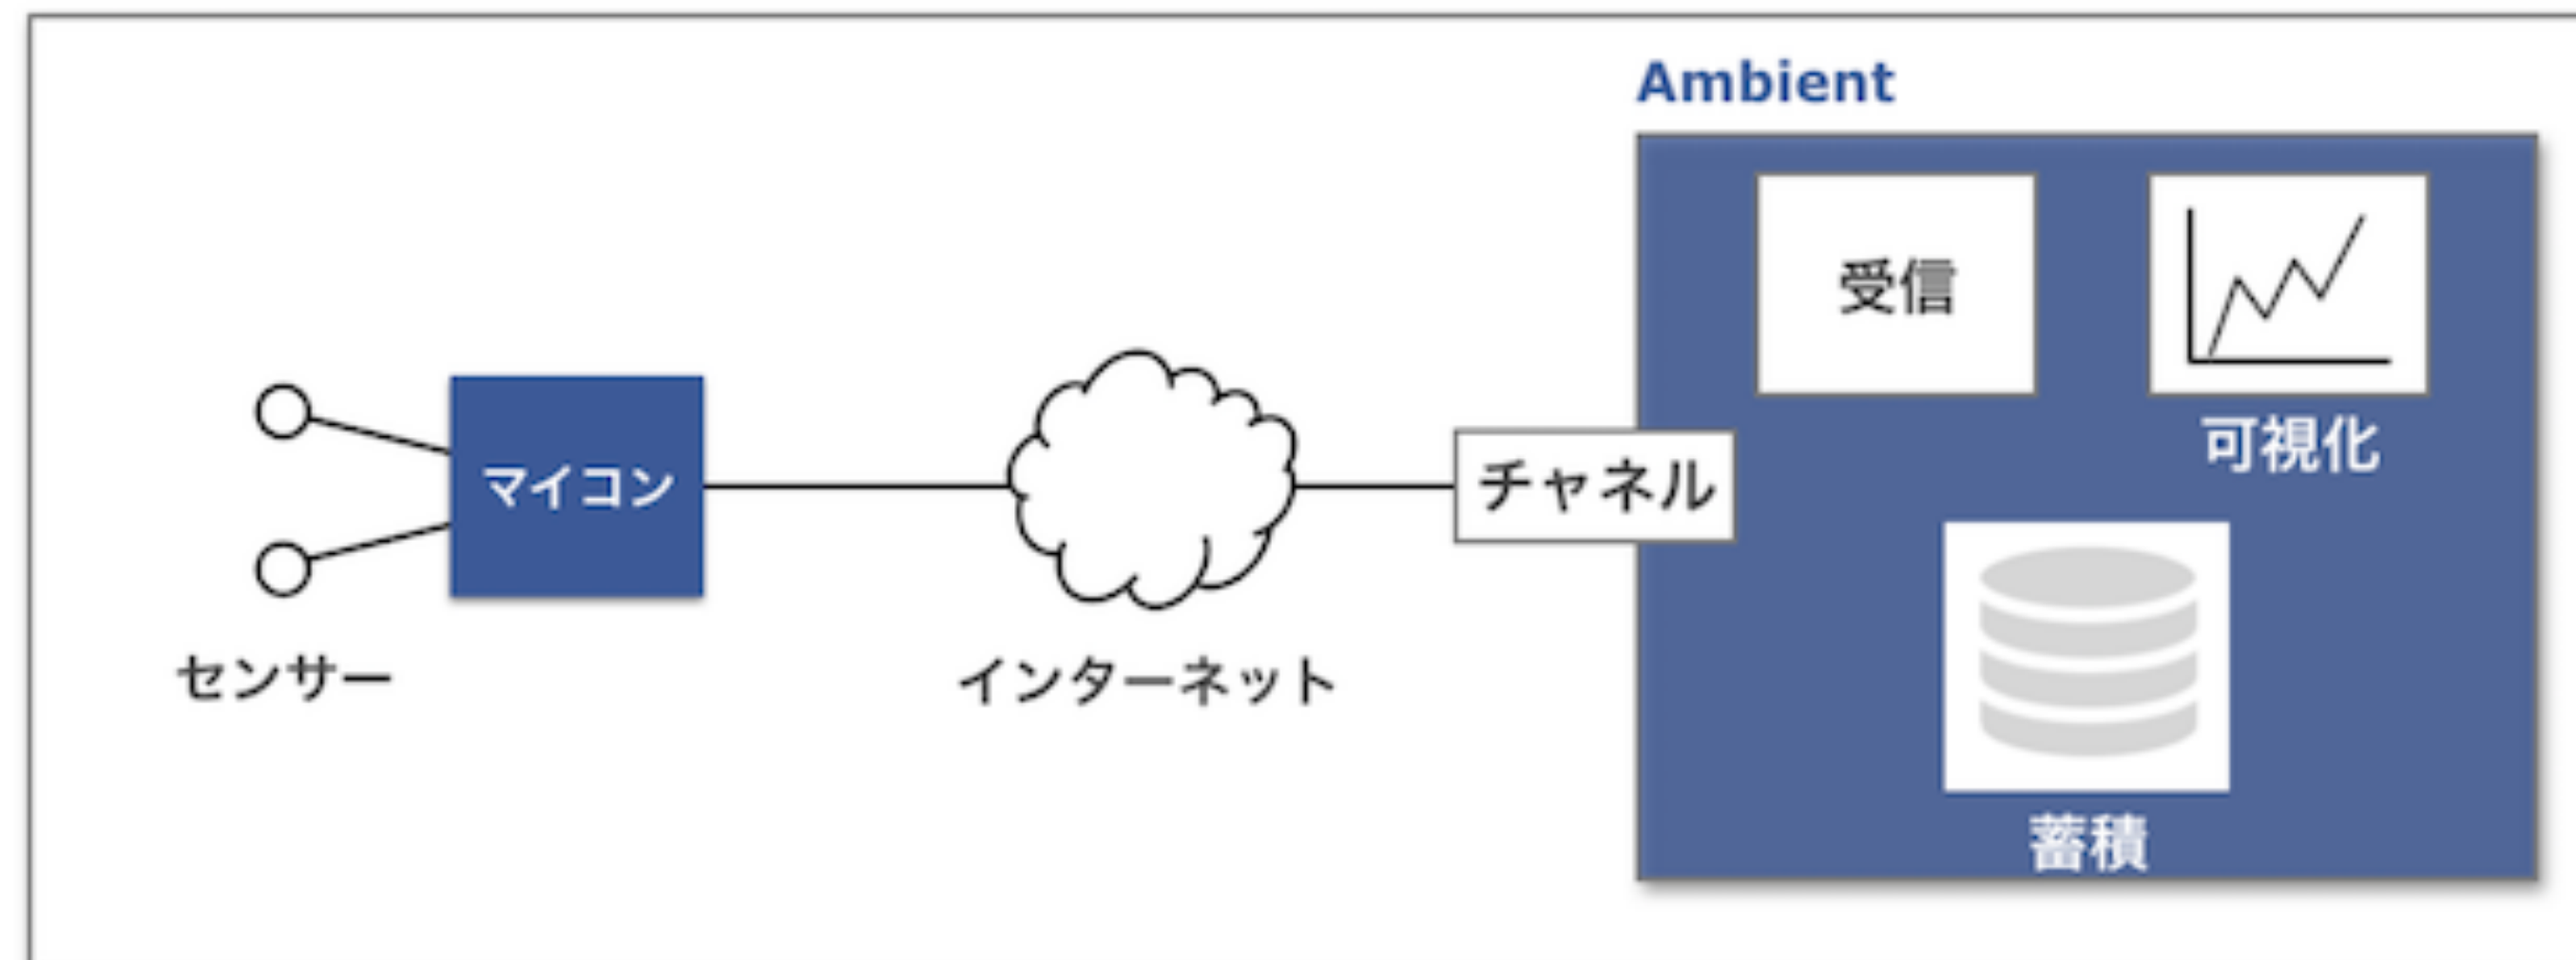 Ambient
受信
可視化
マイコン
チャネル
センサー
インターネット
蓄積